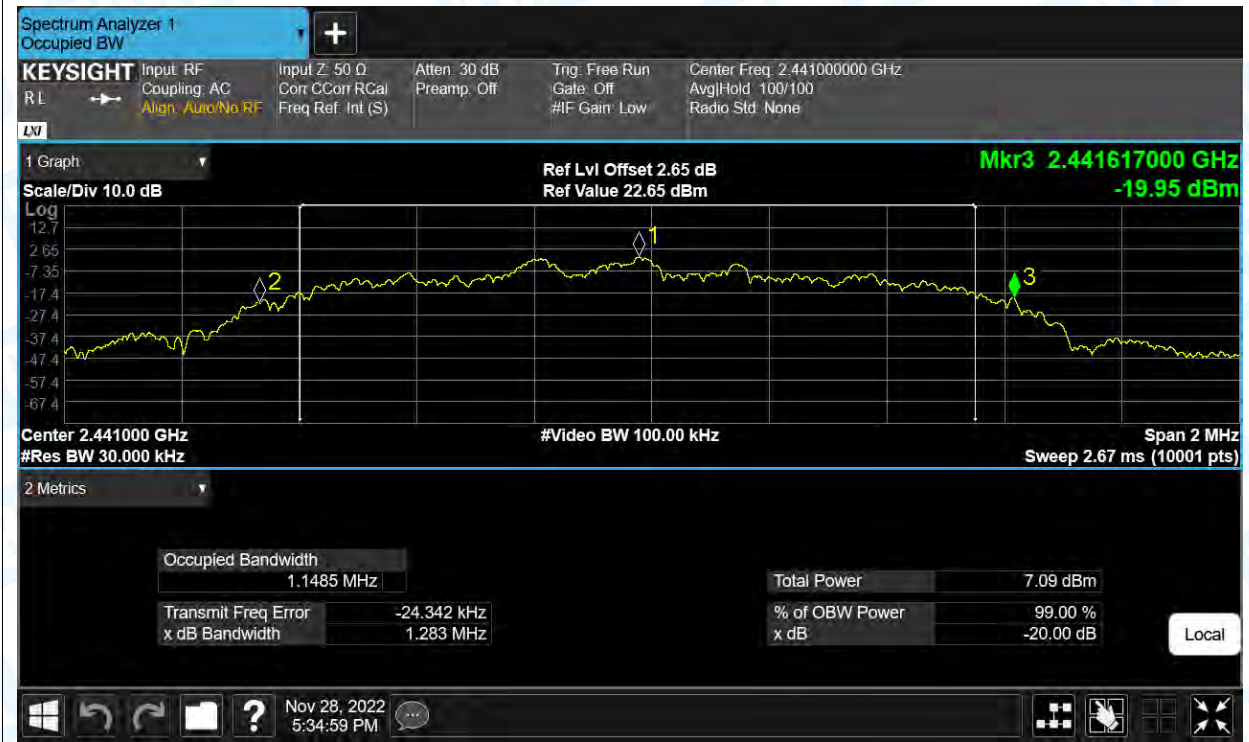 Spectrum Analyzer 1
Occupied BW
+
KEYSIGHT
R L
LXI
Input: RF
Coupling: AC
Align: Auto/No RF
Input Z: 50 Ω
Corr CCorr RCal
Freq Ref: Int (S)
Atten: 30 dB
Preamp: Off
Trig: Free Run
Gate: Off
#IF Gain: Low
Center Freq: 2.441000000 GHz
Avg|Hold: 100/100
Radio Std: None
1 Graph
Scale/Div 10.0 dB
Ref Lvl Offset 2.65 dB
Ref Value 22.65 dBm
Mkr3 2.441617000 GHz
-19.95 dBm
Log
12.7
2.65
-7.35
-17.4
-27.4
-37.4
-47.4
-57.4
-67.4
1
2
3
Center 2.441000 GHz
#Video BW 100.00 kHz
Span 2 MHz
#Res BW 30.000 kHz
Sweep 2.67 ms (10001 pts)
2 Metrics
Occupied Bandwidth
1.1485 MHz
Total Power 7.09 dBm
Transmit Freq Error -24.342 kHz
% of OBW Power 99.00 %
x dB Bandwidth 1.283 MHz
x dB -20.00 dB
Local
?
Nov 28, 2022
5:34:59 PM